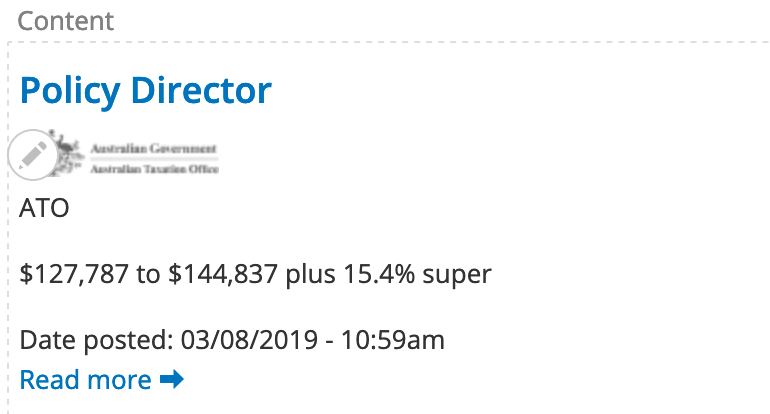 Content
Policy Director
Australian Government
Australian Taxation Office
ATO
$127,787 to $144,837 plus 15.4% super
Date posted: 03/08/2019 - 10:59am
Read more